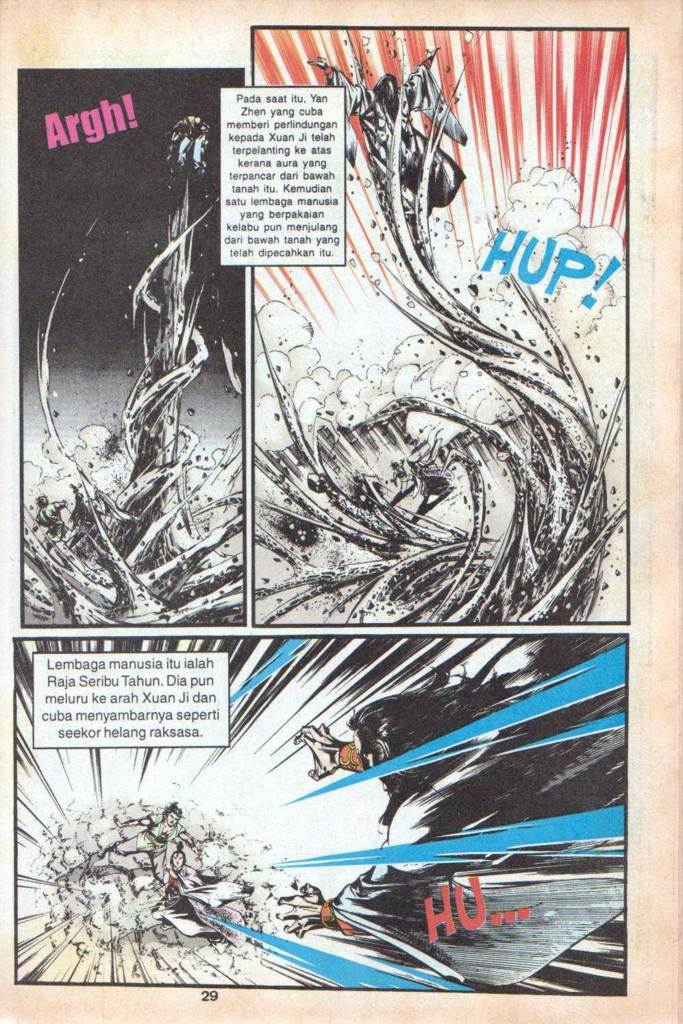 Argh!
Pada saat itu, Yan
Zhen yang cuba
memberi perlindungan
kepada Xuan Ji telah
terpelanting ke atas
kerana aura yang
terpancar dari bawah
tanah itu. Kemudian
satu lembaga manusia
yang berpakaian
kelabu pun menjulang
dari bawah tanah yang
telah dipecahkan itu.
HUP!
Lembaga manusia itu ialah
Raja Seribu Tahun. Dia pun
meluru ke arah Xuan Ji dan
cuba menyambarnya seperti
seekor helang raksasa.
HU...
29